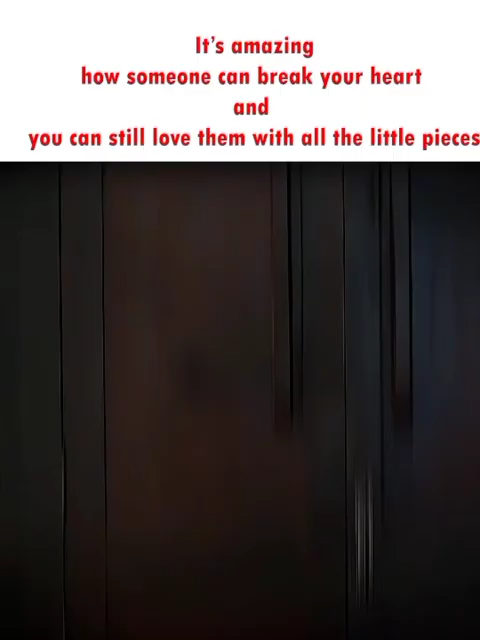 It's amazing
how someone can break your heart
and
you can still love them with all the little pieces